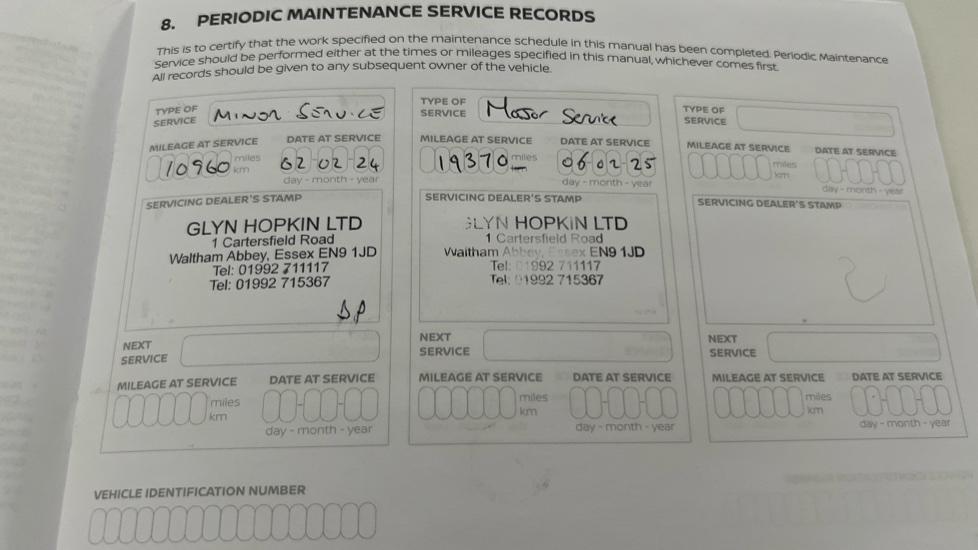 8. PERIODIC MAINTENANCE SERVICE RECORDS
This is to certify that the work specified on the maintenance schedule in this manual has been completed. Periodic Maintenance
Service should be performed either at the times or mileages specified in this manual, whichever comes first.
All records should be given to any subsequent owner of the vehicle.
TYPE OF
SERVICE
MINOR SERVICE
MILEAGE AT SERVICE
DATE AT SERVICE
10960
miles
km
02-02-24
day - month - year
SERVICING DEALER'S STAMP
GLYN HOPKIN LTD
1 Cartersfield Road
Waltham Abbey, Essex EN9 1JD
Tel: 01992 711117
Tel: 01992 715367
NEXT
SERVICE
MILEAGE AT SERVICE
DATE AT SERVICE
miles
km
day - month - year
TYPE OF
SERVICE
Major Service
MILEAGE AT SERVICE
DATE AT SERVICE
19370
miles
km
06-02-25
day - month - year
SERVICING DEALER'S STAMP
GLYN HOPKIN LTD
1 Cartersfield Road
Waltham Abbey, Essex EN9 1JD
Tel: 01992 711117
Tel: 01992 715367
NEXT
SERVICE
MILEAGE AT SERVICE
DATE AT SERVICE
miles
km
day - month - year
TYPE OF
SERVICE
MILEAGE AT SERVICE
DATE AT SERVICE
miles
km
day - month - year
SERVICING DEALER'S STAMP
NEXT
SERVICE
MILEAGE AT SERVICE
DATE AT SERVICE
miles
km
day - month - year
VEHICLE IDENTIFICATION NUMBER